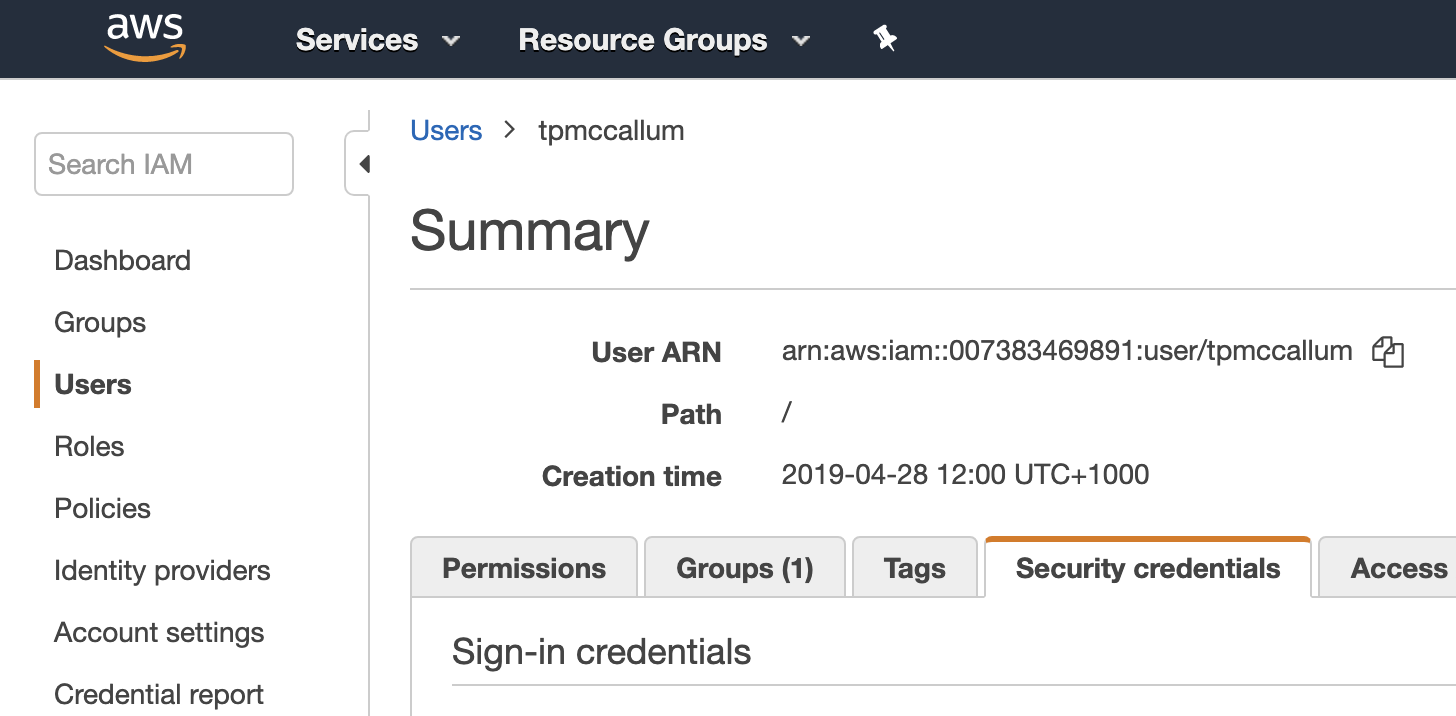 aws Services Resource Groups
Users > tpmccallum
Search IAM
Summary
Dashboard
Groups
Users
Roles
Policies
Identity providers
Account settings
Credential report
User ARN arn:aws:iam::007383469891:user/tpmccallum
Path /
Creation time 2019-04-28 12:00 UTC+1000
Permissions Groups (1) Tags Security credentials Access
Sign-in credentials